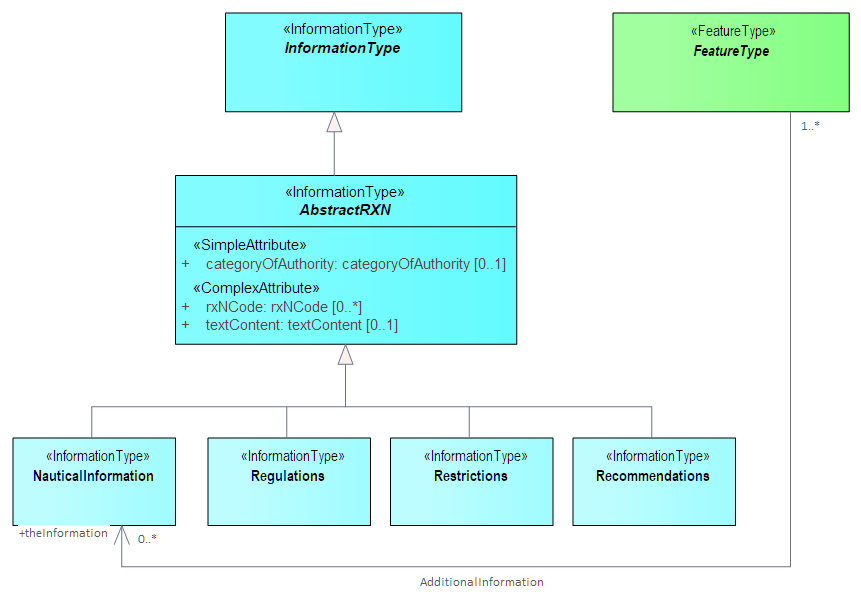 «InformationType»
InformationType
«FeatureType»
FeatureType
1..*
«InformationType»
AbstractRXN
«SimpleAttribute»
+ categoryOfAuthority: categoryOfAuthority [0..1]
«ComplexAttribute»
+ rxNCode: rxNCode [0..*]
+ textContent: textContent [0..1]
«InformationType»
NauticalInformation
«InformationType»
Regulations
«InformationType»
Restrictions
«InformationType»
Recommendations
+theInformation
0..*
AdditionalInformation